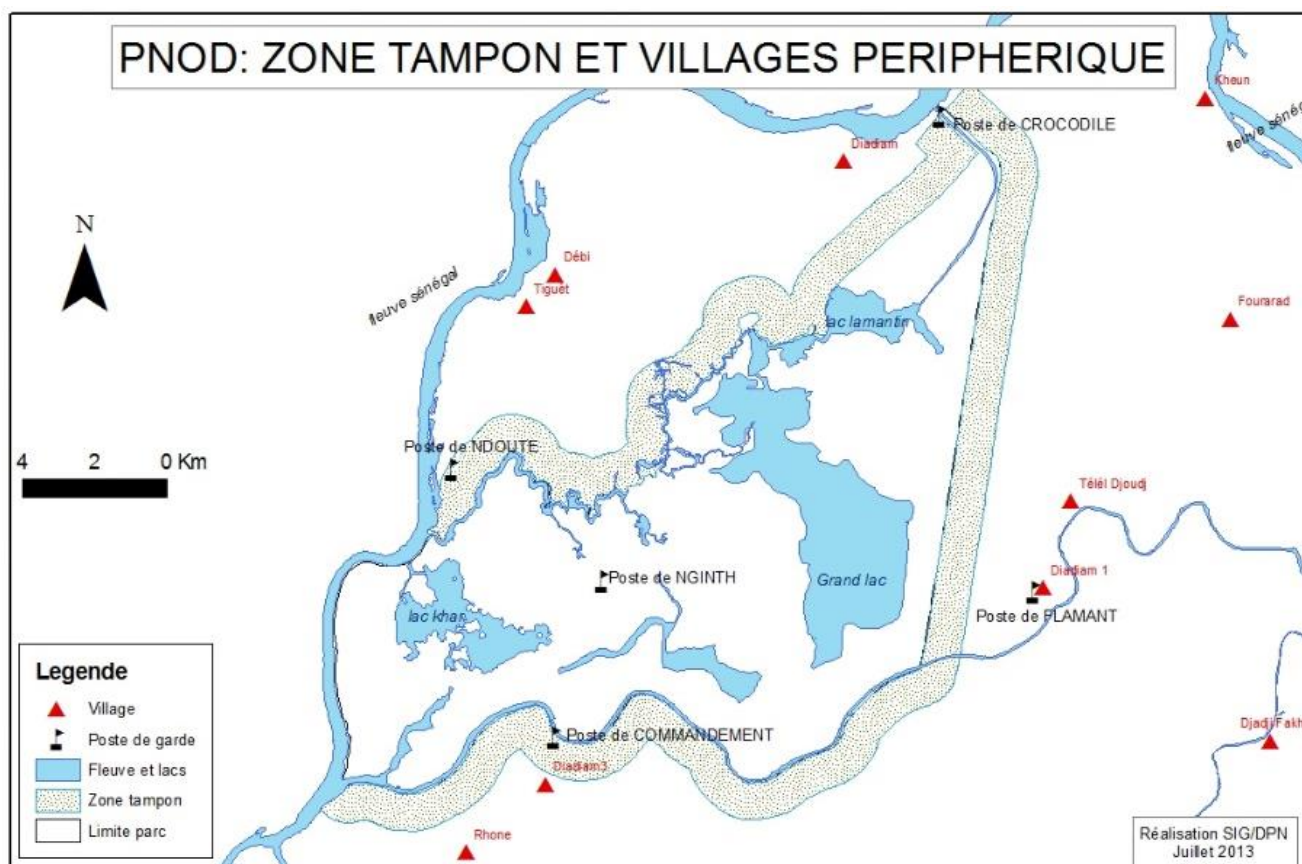 PNOD: ZONE TAMPON ET VILLAGES PERIPHERIQUE
Kheun
Poste de CROCODILE
fleuve
Diadiam
N
Débi
fleuve sénégal
Tiguet
Fourarad
lac lamantin
Poste de NDOUTE
4 2 0 Km
Télél Djoudj
Poste de NGINTH
Grand lac
Diadiam 1
Poste de FLAMANT
lac khar
Legende
Village
Poste de garde
Fleuve et lacs
Zone tampon
Limite parc
Poste de COMMANDEMENT
Djadji Fakh
Diadiam3
Rhone
Réalisation SIG/DPN
Juillet 2013